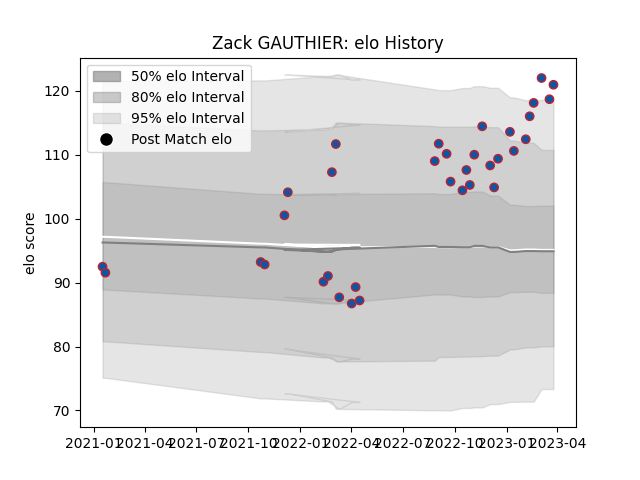 Zack GAUTHIER: elo History
50% elo Interval
80% elo Interval
95% elo Interval
Post Match elo
elo score
120
110
100
90
80
70
2021-01 2021-04 2021-07 2021-10 2022-01 2022-04 2022-07 2022-10 2023-01 2023-04